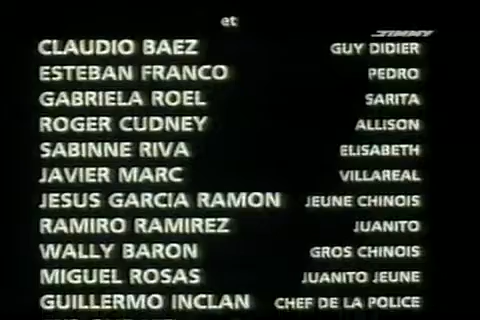 et
JIMMY
CLAUDIO BAEZ GUY DIDIER
ESTEBAN FRANCO PEDRO
GABRIELA ROEL SARITA
ROGER CUDNEY ALLISON
SABINNE RIVA ELISABETH
JAVIER MARC VILLAREAL
JESUS GARCIA RAMON JEUNE CHINOIS
RAMIRO RAMIREZ JUANITO
WALLY BARON GROS CHINOIS
MIGUEL ROSAS JUANITO JEUNE
GUILLERMO INCLAN CHEF DE LA POLICE